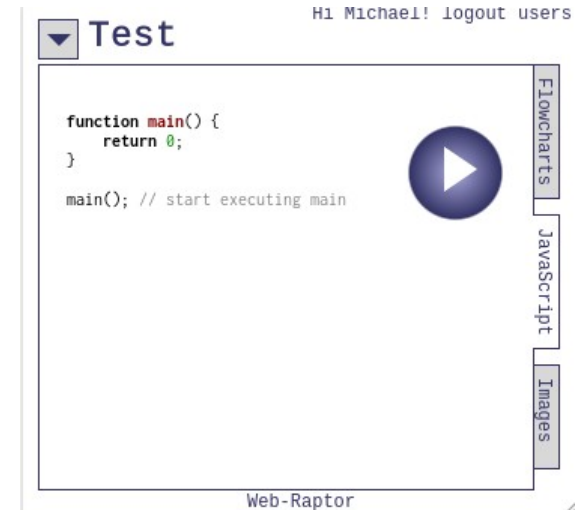 Hi Michael! logout users
Test
function main() {
    return 0;
}
main(); // start executing main
Flowcharts
JavaScript
Images
Web-Raptor